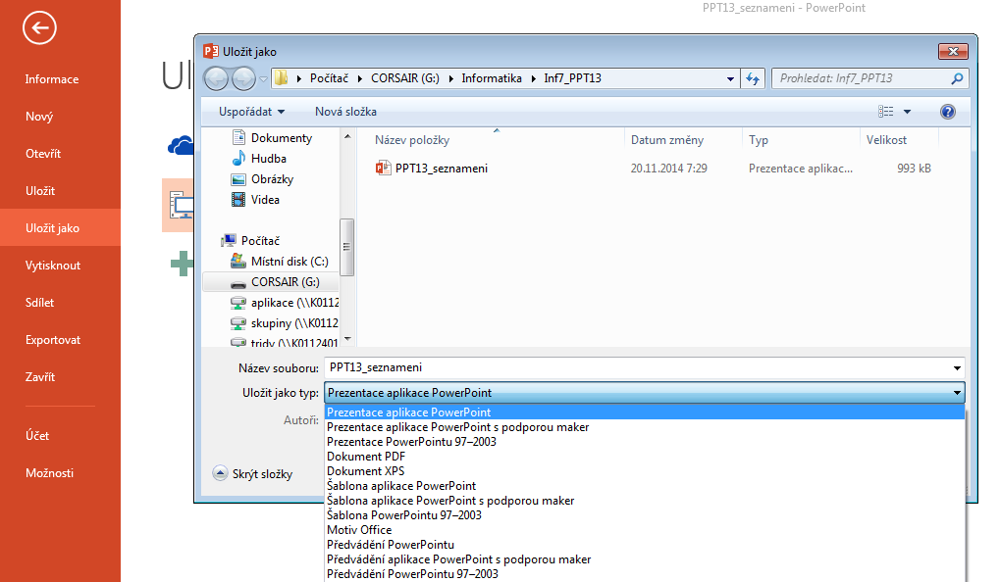 PPT13_seznameni - PowerPoint
Informace
Nový
Otevřít
Uložit
Uložit jako
Vytisknout
Sdílet
Exportovat
Zavřít
Účet
Možnosti
Ul
Uložit jako
Počítač
CORSAIR (G:)
Informatika
Inf7_PPT13
Prohledat: Inf7_PPT13
Uspořádat
Nová složka
Dokumenty
Hudba
Obrázky
Videa
Počítač
Místní disk (C:)
CORSAIR (G:)
aplikace (\\K0112
skupiny (\\K0112
tridy (\\K0112401
Název položky
Datum změny
Typ
Velikost
PPT13_seznameni
20.11.2014 7:29
Prezentace aplikac...
993 kB
Název souboru:
PPT13_seznameni
Uložit jako typ:
Prezentace aplikace PowerPoint
Autoři:
Skrýt složky
Prezentace aplikace PowerPoint
Prezentace aplikace PowerPoint s podporou maker
Prezentace PowerPointu 97–2003
Dokument PDF
Dokument XPS
Šablona aplikace PowerPoint
Šablona aplikace PowerPoint s podporou maker
Šablona PowerPointu 97–2003
Motiv Office
Předvádění PowerPointu
Předvádění aplikace PowerPoint s podporou maker
Předvádění PowerPointu 97–2003